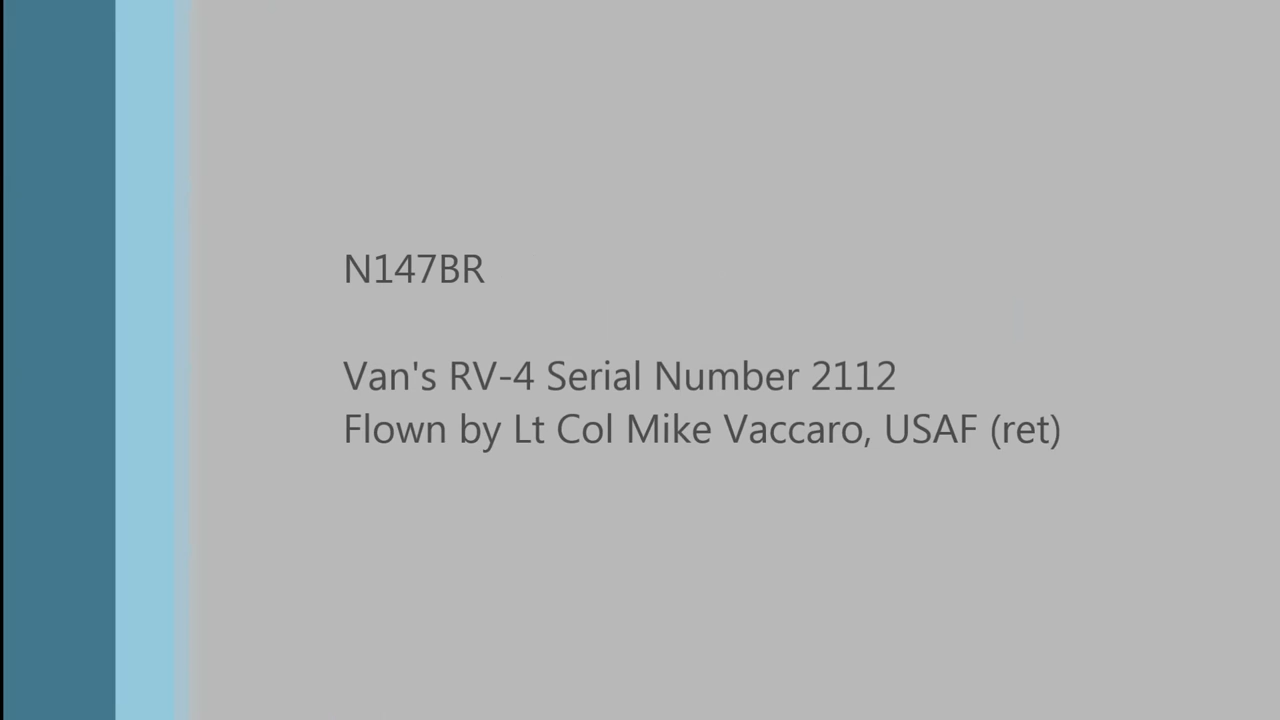 N147BR
Van's RV-4 Serial Number 2112
Flown by Lt Col Mike Vaccaro, USAF (ret)